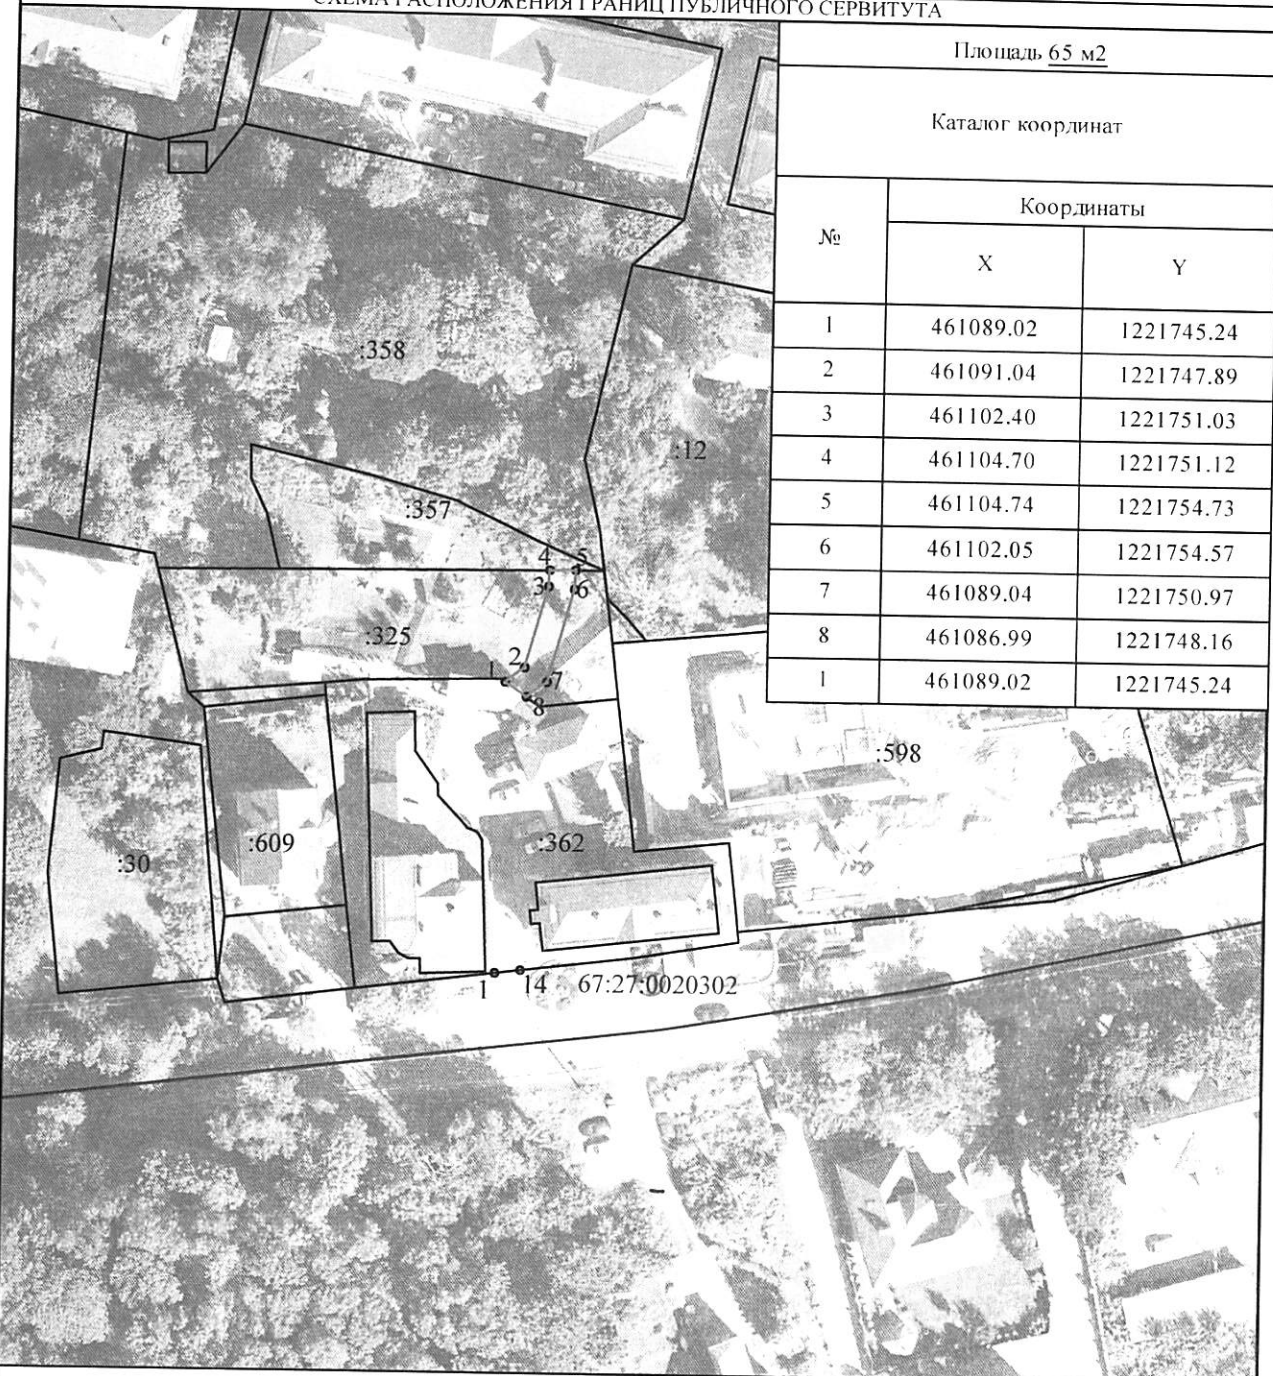 СХЕМА РАСПОЛОЖЕНИЯ ГРАНИЦ ПУБЛИЧНОГО СЕРВИТУТА
Площадь 65 м2
Каталог координат
№ Координаты
X Y
1 461089.02 1221745.24
2 461091.04 1221747.89
3 461102.40 1221751.03
4 461104.70 1221751.12
5 461104.74 1221754.73
6 461102.05 1221754.57
7 461089.04 1221750.97
8 461086.99 1221748.16
1 461089.02 1221745.24
:358
:12
:357
4 5
3 6
:325
2
1 7
8
:598
:609
:362
:30
1 14 67:27:0020302